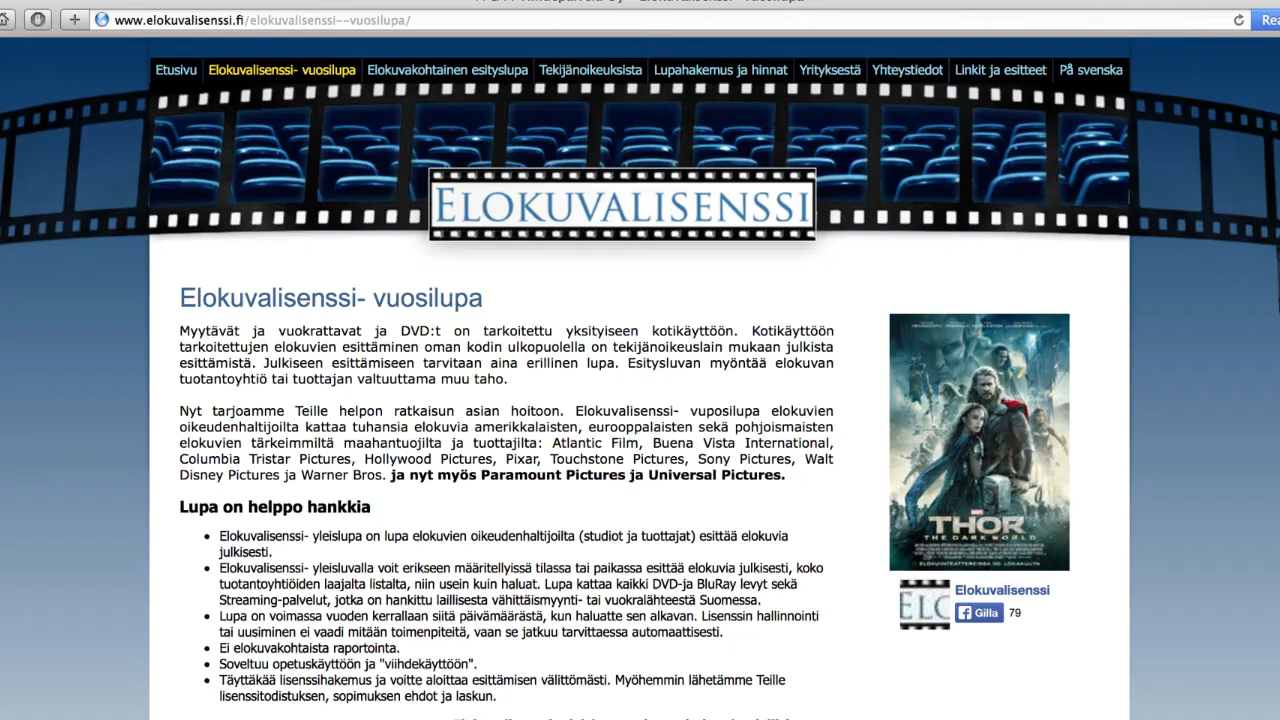 www.elokuvalisenssi.fi/elokuvalisenssi--vuosilupa/
Etusivu Elokuvalisenssi- vuosilupa Elokuvakohtainen esityslupa Tekijänoikeuksista Lupahakemus ja hinnat Yrityksestä Yhteystiedot Linkit ja esitteet På svenska
ELOKUVALISENSSI
Elokuvalisenssi- vuosilupa
Myytävät ja vuokrattavat ja DVD:t on tarkoitettu yksityiseen kotikäyttöön. Kotikäyttöön
tarkoitettujen elokuvien esittäminen oman kodin ulkopuolella on tekijänoikeuslain mukaan julkista
esittämistä. Julkiseen esittämiseen tarvitaan aina erillinen lupa. Esitysluvan myöntää elokuvan
tuotantoyhtiö tai tuottajan valtuuttama muu taho.
Nyt tarjoamme Teille helpon ratkaisun asian hoitoon. Elokuvalisenssi- vuposilupa elokuvien
oikeudenhaltijoilta kattaa tuhansia elokuvia amerikkalaisten, eurooppalaisten sekä pohjoismaisten
elokuvien tärkeimmiltä maahantuojilta ja tuottajilta: Atlantic Film, Buena Vista International,
Columbia Tristar Pictures, Hollywood Pictures, Pixar, Touchstone Pictures, Sony Pictures, Walt
Disney Pictures ja Warner Bros. ja nyt myös Paramount Pictures ja Universal Pictures.
Lupa on helppo hankkia
• Elokuvalisenssi- yleislupa on lupa elokuvien oikeudenhaltijoilta (studiot ja tuottajat) esittää elokuvia
julkisesti.
• Elokuvalisenssi- yleisluvalla voit erikseen määritellyissä tilassa tai paikassa esittää elokuvia julkisesti, koko
tuotantoyhtiöiden laajalta listalta, niin usein kuin haluat. Lupa kattaa kaikki DVD-ja BluRay levyt sekä
Streaming-palvelut, jotka on hankittu laillisesta vähittäismyynti- tai vuokralähteestä Suomessa.
• Lupa on voimassa vuoden kerrallaan siitä päivämäärästä, kun haluatte sen alkavan. Lisenssin hallinnointi
tai uusiminen ei vaadi mitään toimenpiteitä, vaan se jatkuu tarvittaessa automaattisesti.
• Ei elokuvakohtaista raportointa.
• Soveltuu opetuskäyttöön ja "viihdekäyttöön".
• Täyttäkää lisenssihakemus ja voitte aloittaa esittämisen välittömästi. Myöhemmin lähetämme Teille
lisenssitodistuksen, sopimuksen ehdot ja laskun.
MARVEL
THOR
THE DARK WORLD
ELOKUVATEATTEREISSA 30. LOKAKUUTA
Elokuvalisenssi
Gilla 79